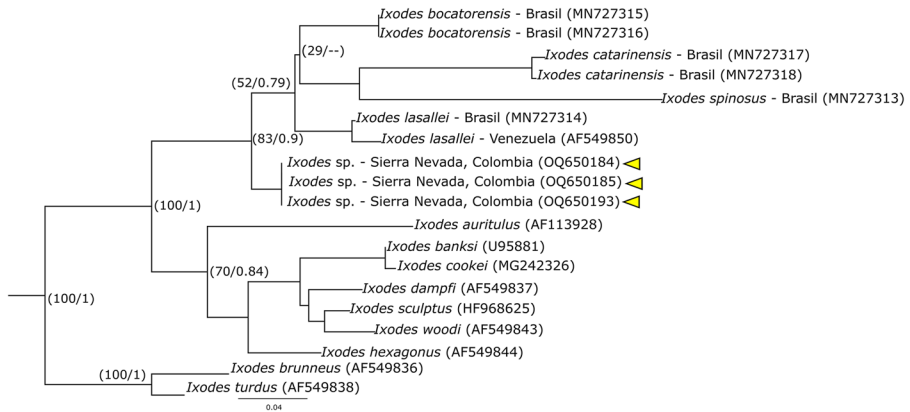 Ixodes bocatorensis - Brasil (MN727315)
Ixodes bocatorensis - Brasil (MN727316)
(29/--)
Ixodes catarinensis - Brasil (MN727317)
Ixodes catarinensis - Brasil (MN727318)
(52/0.79)
Ixodes spinosus - Brasil (MN727313)
Ixodes lasallei - Brasil (MN727314)
(83/0.9)
Ixodes lasallei - Venezuela (AF549850)
Ixodes sp. - Sierra Nevada, Colombia (OQ650184)
Ixodes sp. - Sierra Nevada, Colombia (OQ650185)
Ixodes sp. - Sierra Nevada, Colombia (OQ650193)
(100/1)
Ixodes auritulus (AF113928)
Ixodes banksi (U95881)
(70/0.84)
Ixodes cookei (MG242326)
Ixodes dampfi (AF549837)
(100/1)
Ixodes sculptus (HF968625)
Ixodes woodi (AF549843)
Ixodes hexagonus (AF549844)
Ixodes brunneus (AF549836)
(100/1)
Ixodes turdus (AF549838)
0.04